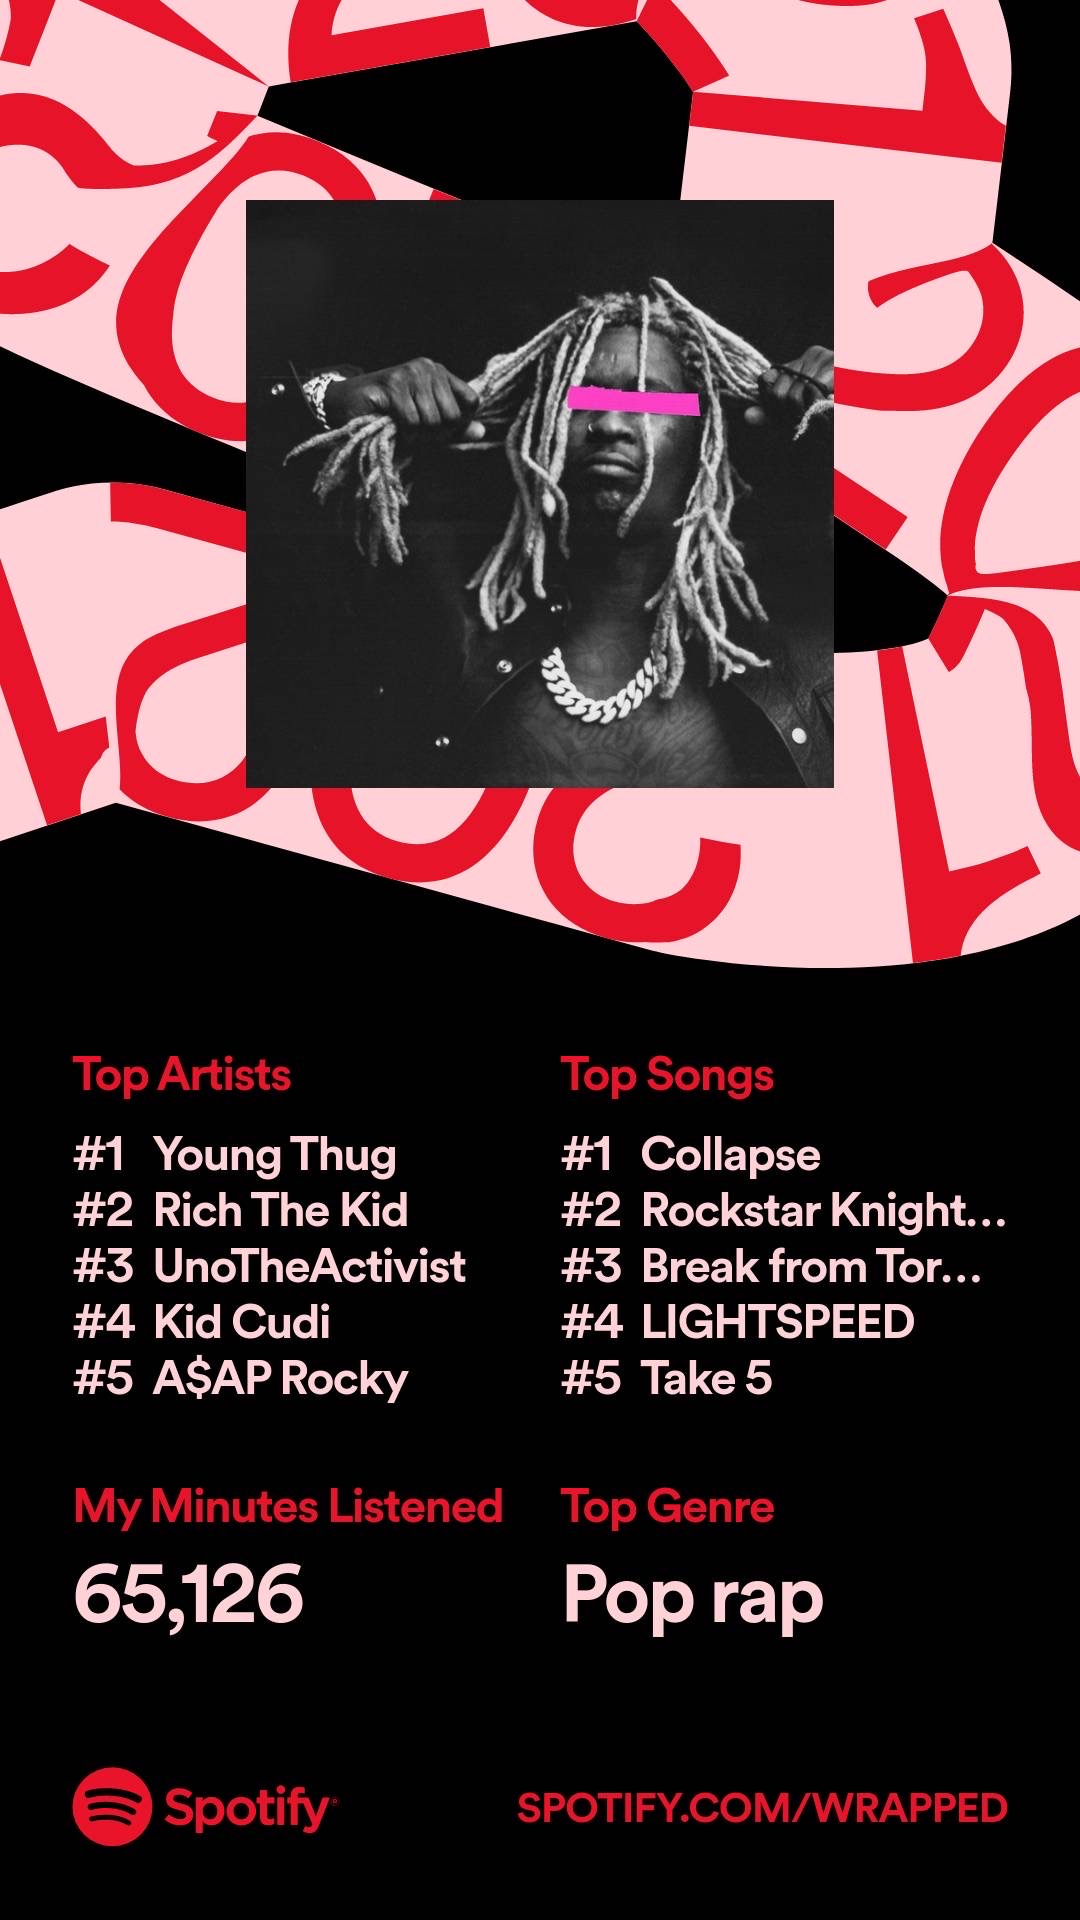 Top Artists
#1 Young Thug
#2 Rich The Kid
#3 UnoTheActivist
#4 Kid Cudi
#5 A$AP Rocky
Top Songs
#1 Collapse
#2 Rockstar Knight...
#3 Break from Tor...
#4 LIGHTSPEED
#5 Take 5
My Minutes Listened
65,126
Top Genre
Pop rap
Spotify
SPOTIFY.COM/WRAPPED